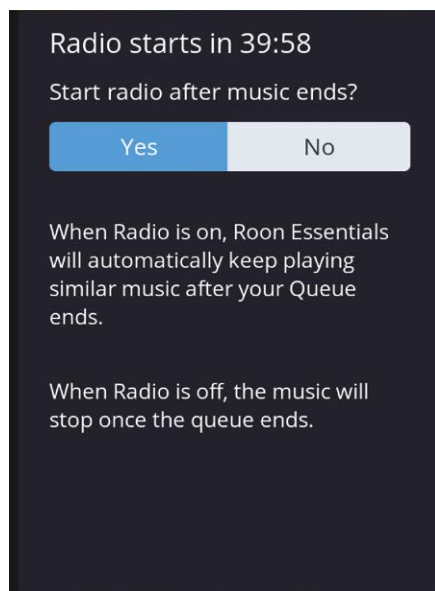 Radio starts in 39:58
Start radio after music ends?
Yes
No
When Radio is on, Roon Essentials
will automatically keep playing
similar music after your Queue
ends.
When Radio is off, the music will
stop once the queue ends.